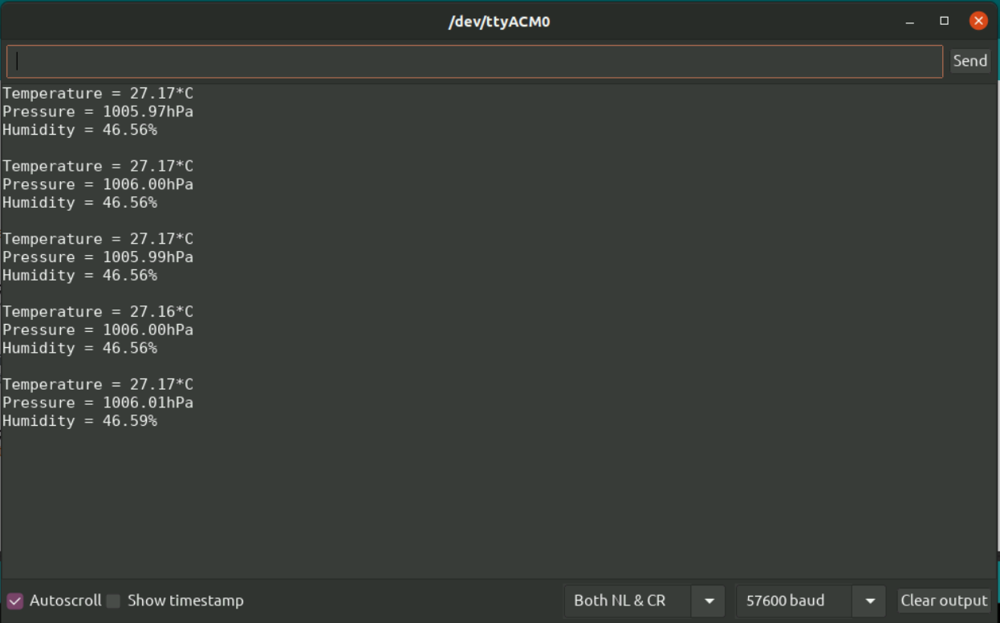 /dev/ttyACM0
Send
Temperature = 27.17*C
Pressure = 1005.97hPa
Humidity = 46.56%
Temperature = 27.17*C
Pressure = 1006.00hPa
Humidity = 46.56%
Temperature = 27.17*C
Pressure = 1005.99hPa
Humidity = 46.56%
Temperature = 27.16*C
Pressure = 1006.00hPa
Humidity = 46.56%
Temperature = 27.17*C
Pressure = 1006.01hPa
Humidity = 46.59%
Autoscroll Show timestamp Both NL & CR 57600 baud Clear output